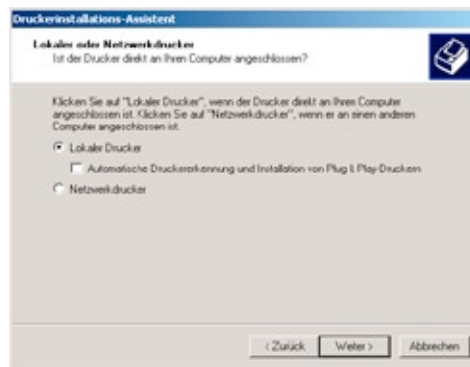 Druckerinstallations-Assistent
Lokaler oder Netzwerkdrucker
Ist der Drucker direkt an Ihren Computer angeschlossen?
Klicken Sie auf "Lokaler Drucker", wenn der Drucker direkt an Ihren Computer
angeschlossen ist. Klicken Sie auf "Netzwerkdrucker", wenn er an einen anderen
Computer angeschlossen ist.
Lokaler Drucker
Automatische Druckererkennung und Installation von Plug & Play-Druckern
Netzwerkdrucker
< Zurück Weiter > Abbrechen